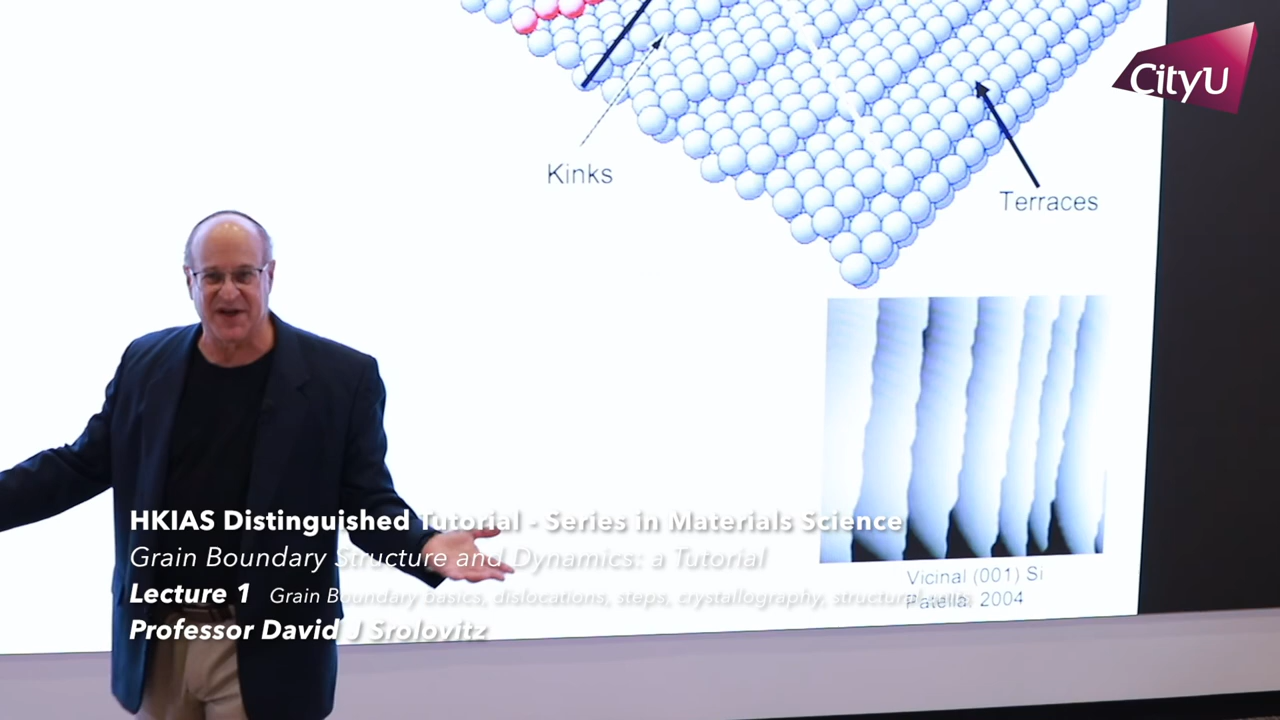 CityU
Kinks
Terraces
HKIAS Distinguished Tutorial - Series in Materials Science
Grain Boundary Structure and Dynamics: a Tutorial
Lecture 1 Grain Boundary basics, dislocations, steps, crystallography, structural
Professor David J Srolovitz
Vicinal (001) Si
Patella 2004